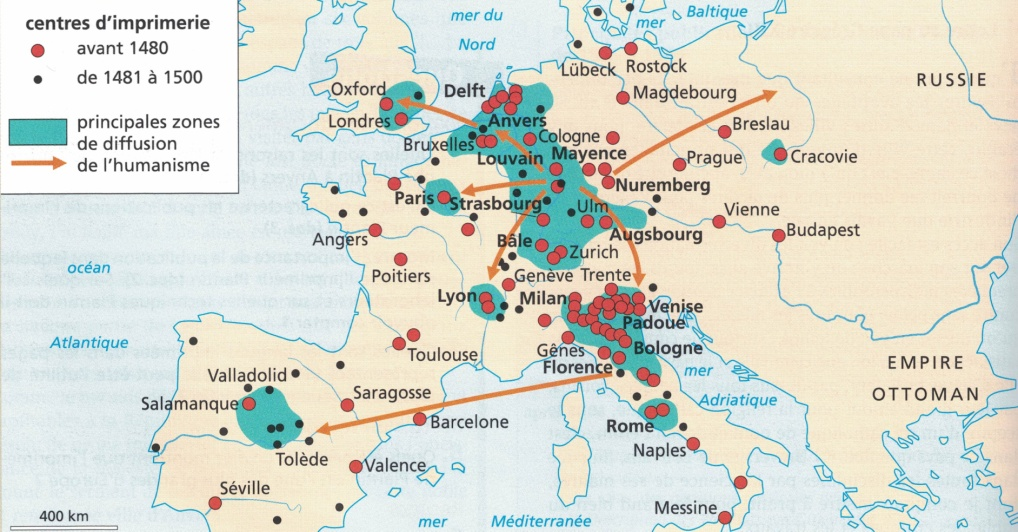 centres d'imprimerie
avant 1480
de 1481 à 1500
principales zones
de diffusion
de l'humanisme
mer du
Nord
mer
Baltique
RUSSIE
Lübeck
Rostock
Magdebourg
Oxford
Londres
Delft
Anvers
Bruxelles
Louvain
Cologne
Mayence
Breslau
Prague
Cracovie
Nuremberg
Paris
Strasbourg
Ulm
Augsbourg
Vienne
Budapest
Angers
Bâle
Zurich
Poitiers
Genève
Trente
océan
Atlantique
Lyon
Milan
Venise
Padoue
Bologne
Gênes
Florence
Toulouse
mer
Adriatique
EMPIRE
OTTOMAN
Valladolid
Salamanque
Saragosse
Barcelone
Rome
Naples
Tolède
Valence
Séville
Messine
400 km
mer
Méditerranée